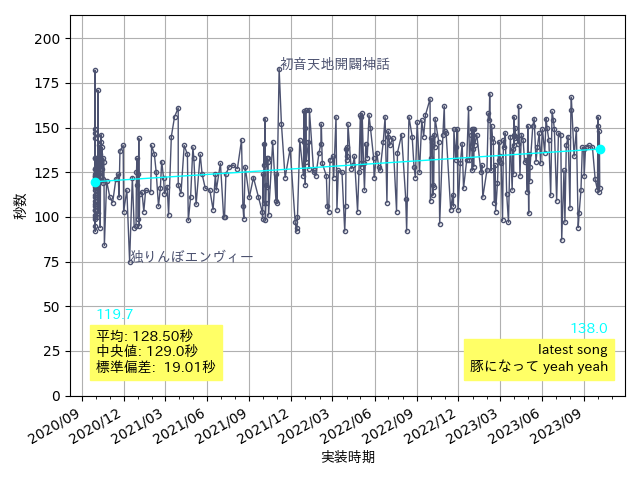 200
175
150
125
100
75
50
25
0
秒数
初音天地開闢神話
独りんぼエンヴィー
119.7
138.0
平均: 128.50秒
中央値: 129.0秒
標準偏差: 19.01秒
latest song
豚になって yeah yeah
2020/09
2020/12
2021/03
2021/06
2021/09
2021/12
2022/03
2022/06
2022/09
2022/12
2023/03
2023/06
2023/09
実装時期